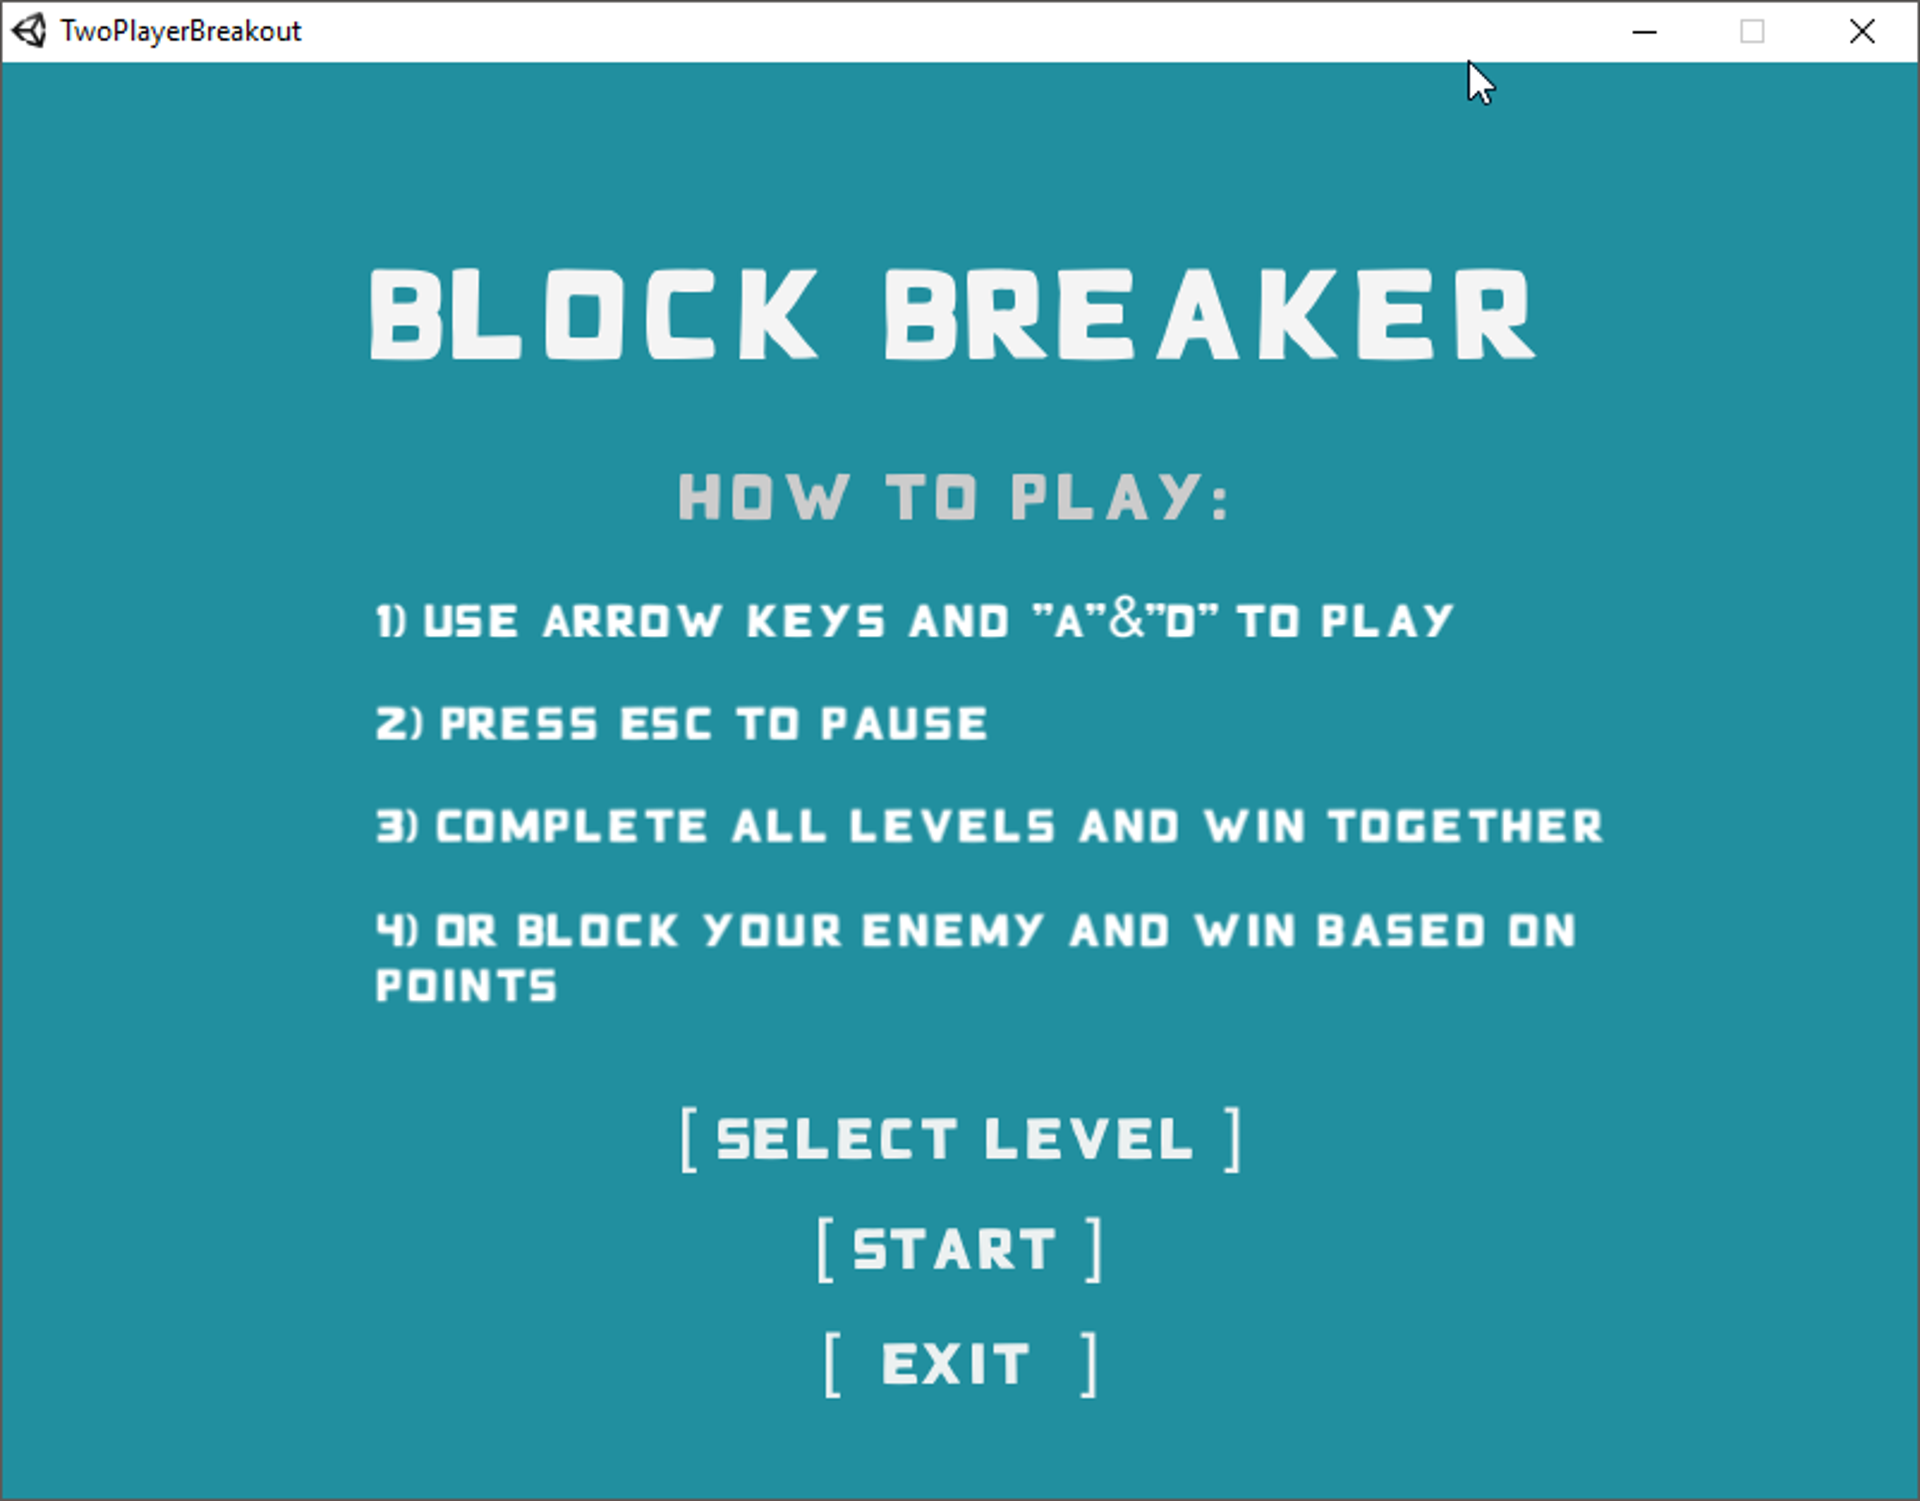 TwoPlayerBreakout
BLOCK BREAKER
HOW TO PLAY:
1) USE ARROW KEYS AND "A"&"D" TO PLAY
2) PRESS ESC TO PAUSE
3) COMPLETE ALL LEVELS AND WIN TOGETHER
4) OR BLOCK YOUR ENEMY AND WIN BASED ON
POINTS
[ SELECT LEVEL ]
[ START ]
[ EXIT ]